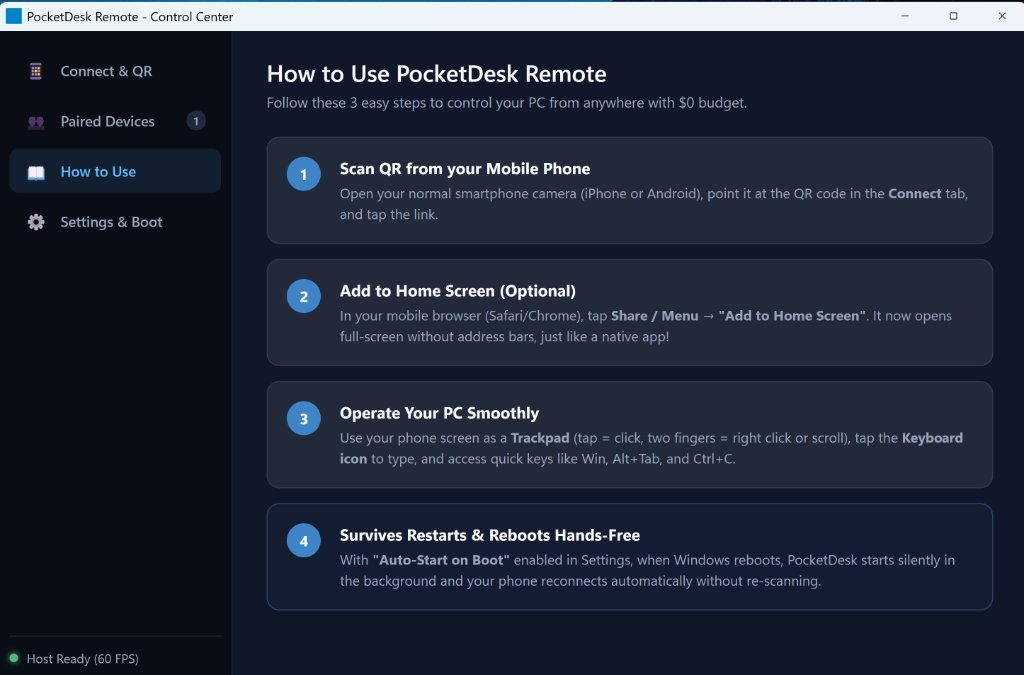 PocketDesk Remote - Control Center
Connect & QR
Paired Devices 1
How to Use
Settings & Boot
Host Ready (60 FPS)
How to Use PocketDesk Remote
Follow these 3 easy steps to control your PC from anywhere with $0 budget.
1
Scan QR from your Mobile Phone
Open your normal smartphone camera (iPhone or Android), point it at the QR code in the Connect tab,
and tap the link.
2
Add to Home Screen (Optional)
In your mobile browser (Safari/Chrome), tap Share / Menu → "Add to Home Screen". It now opens
full-screen without address bars, just like a native app!
3
Operate Your PC Smoothly
Use your phone screen as a Trackpad (tap = click, two fingers = right click or scroll), tap the Keyboard
icon to type, and access quick keys like Win, Alt+Tab, and Ctrl+C.
4
Survives Restarts & Reboots Hands-Free
With "Auto-Start on Boot" enabled in Settings, when Windows reboots, PocketDesk starts silently in
the background and your phone reconnects automatically without re-scanning.